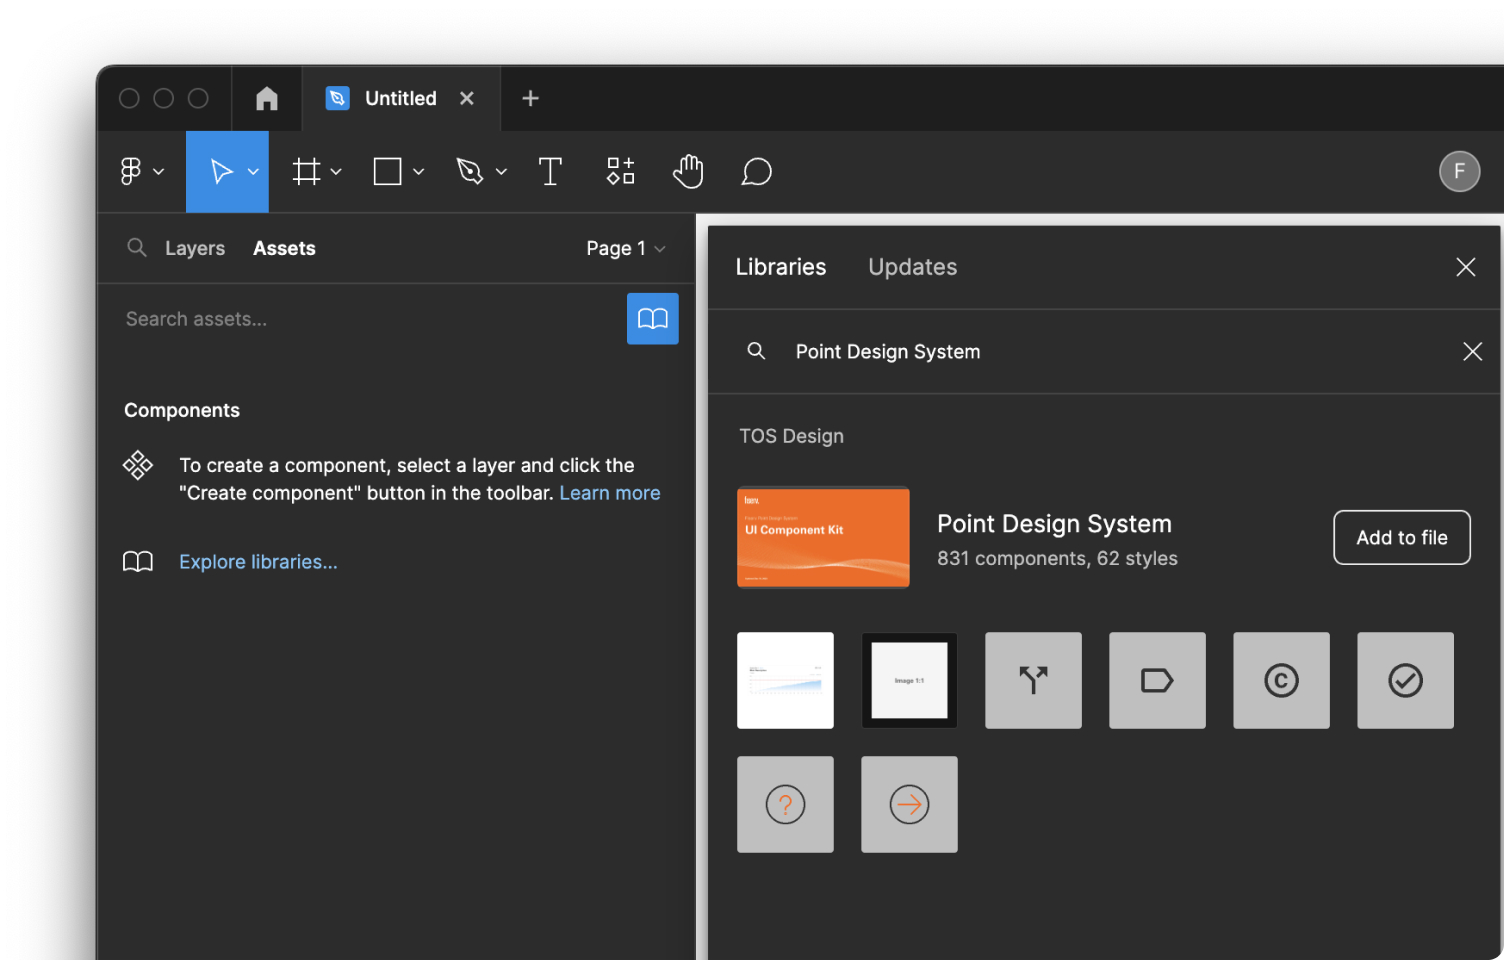 Untitled
F
Layers Assets Page 1
Search assets...
Components
To create a component, select a layer and click the
"Create component" button in the toolbar. Learn more
Explore libraries...
Libraries Updates
Point Design System
TOS Design
UI Component Kit
Point Design System
831 components, 62 styles
Add to file
Image 1:1
C
?